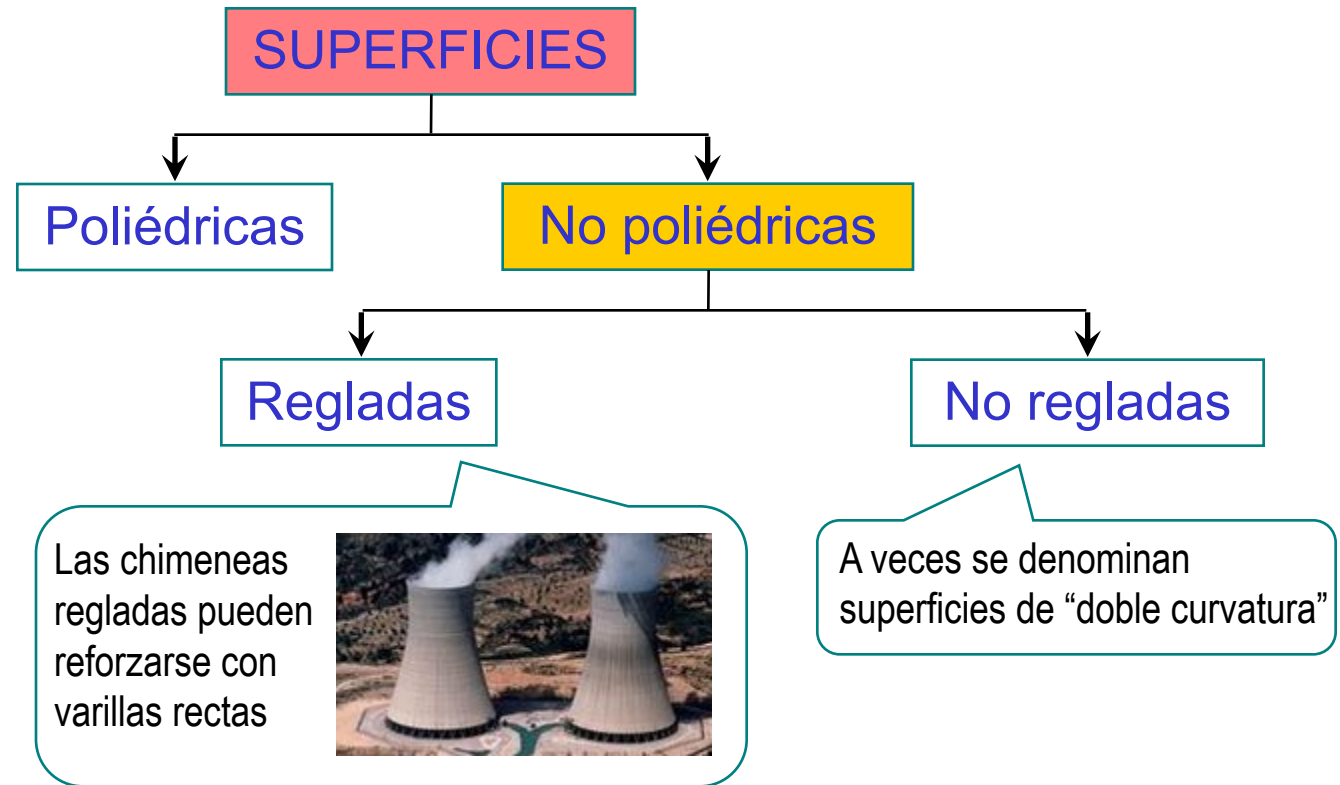 SUPERFICIES
Poliédricas
No poliédricas
Regladas
No regladas
Las chimeneas
regladas pueden
reforzarse con
varillas rectas
A veces se denominan
superficies de “doble curvatura”